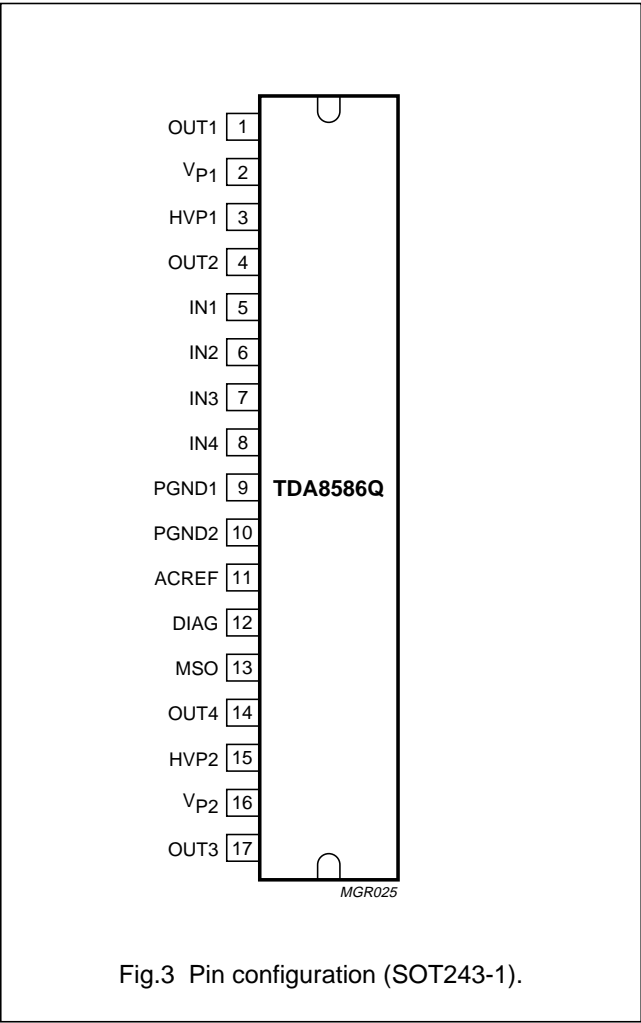 OUT1 1
VP1 2
HVP1 3
OUT2 4
IN1 5
IN2 6
IN3 7
IN4 8
PGND1 9 TDA8586Q
PGND2 10
ACREF 11
DIAG 12
MSO 13
OUT4 14
HVP2 15
VP2 16
OUT3 17
MGR025
Fig.3 Pin configuration (SOT243-1).